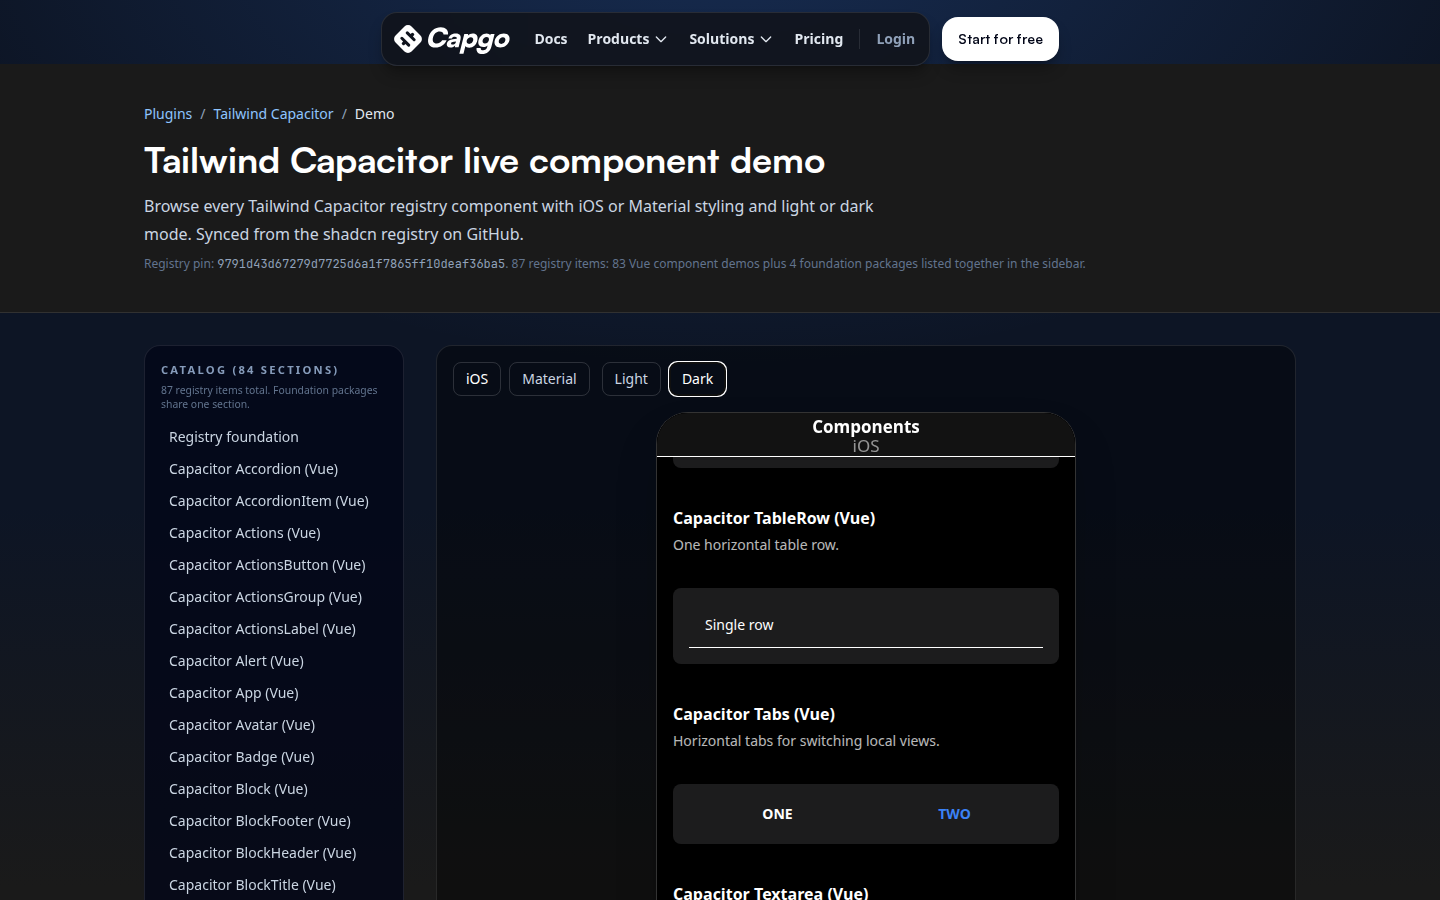 Capgo
Docs
Products
Solutions
Pricing
Login
Start for free
Plugins / Tailwind Capacitor / Demo
Tailwind Capacitor live component demo
Browse every Tailwind Capacitor registry component with iOS or Material styling and light or dark
mode. Synced from the shadcn registry on GitHub.
Registry pin: 9791d43d67279d7725d6a1f7865ff10deaf36ba5. 87 registry items: 83 Vue component demos plus 4 foundation packages listed together in the sidebar.
CATALOG (84 SECTIONS)
87 registry items total. Foundation packages
share one section.
Registry foundation
Capacitor Accordion (Vue)
Capacitor AccordionItem (Vue)
Capacitor Actions (Vue)
Capacitor ActionsButton (Vue)
Capacitor ActionsGroup (Vue)
Capacitor ActionsLabel (Vue)
Capacitor Alert (Vue)
Capacitor App (Vue)
Capacitor Avatar (Vue)
Capacitor Badge (Vue)
Capacitor Block (Vue)
Capacitor BlockFooter (Vue)
Capacitor BlockHeader (Vue)
Capacitor BlockTitle (Vue)
iOS
Material
Light
Dark
Components
iOS
Capacitor TableRow (Vue)
One horizontal table row.
Single row
Capacitor Tabs (Vue)
Horizontal tabs for switching local views.
ONE
TWO
Capacitor Textarea (Vue)